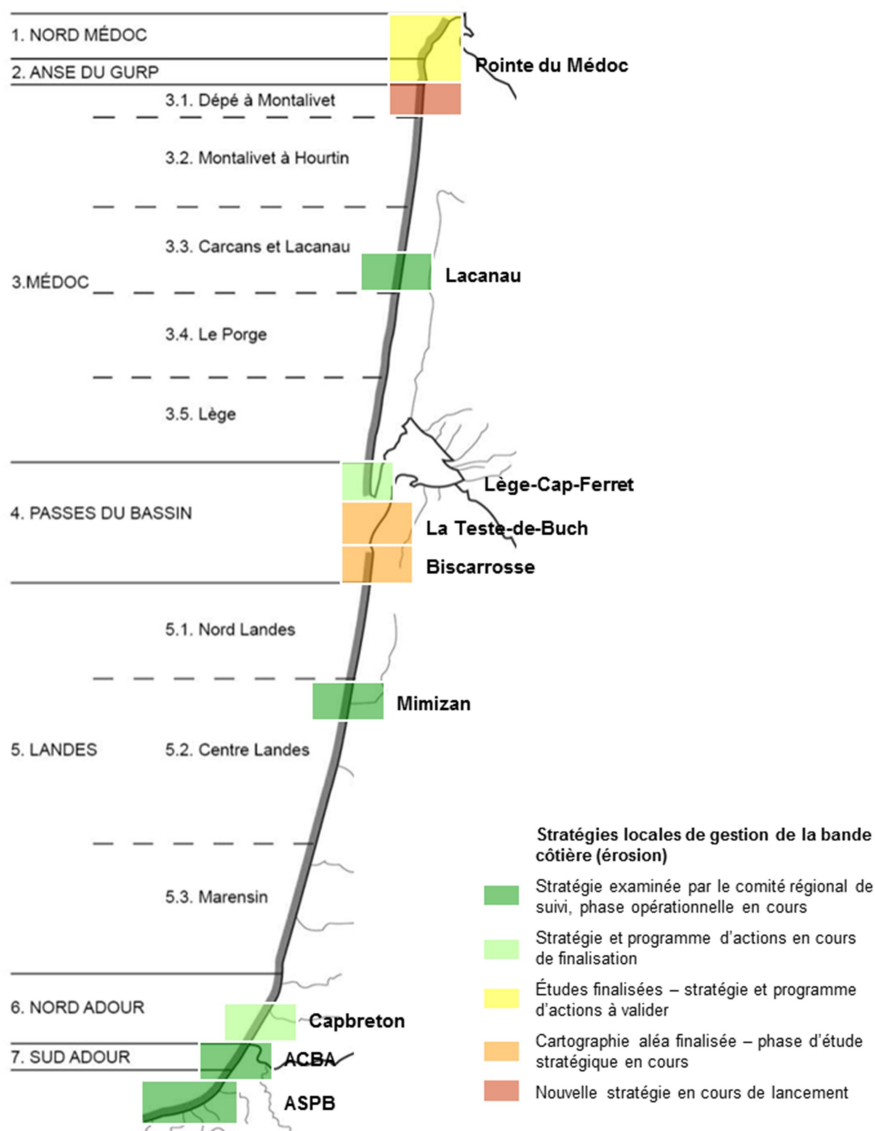 1. NORD MÉDOC
2. ANSE DU GURP
Pointe du Médoc
3.1. Dépé à Montalivet
3.2. Montalivet à Hourtin
3.3. Carcans et Lacanau
Lacanau
3.MÉDOC
3.4. Le Porge
3.5. Lège
Lège-Cap-Ferret
4. PASSES DU BASSIN
La Teste-de-Buch
Biscarrosse
5.1. Nord Landes
Mimizan
5. LANDES
5.2. Centre Landes
5.3. Marensin
6. NORD ADOUR
Capbreton
7. SUD ADOUR
ACBA
ASPB
Stratégies locales de gestion de la bande
côtière (érosion)
Stratégie examinée par le comité régional de
suivi, phase opérationnelle en cours
Stratégie et programme d'actions en cours
de finalisation
Études finalisées – stratégie et programme
d'actions à valider
Cartographie aléa finalisée – phase d'étude
stratégique en cours
Nouvelle stratégie en cours de lancement